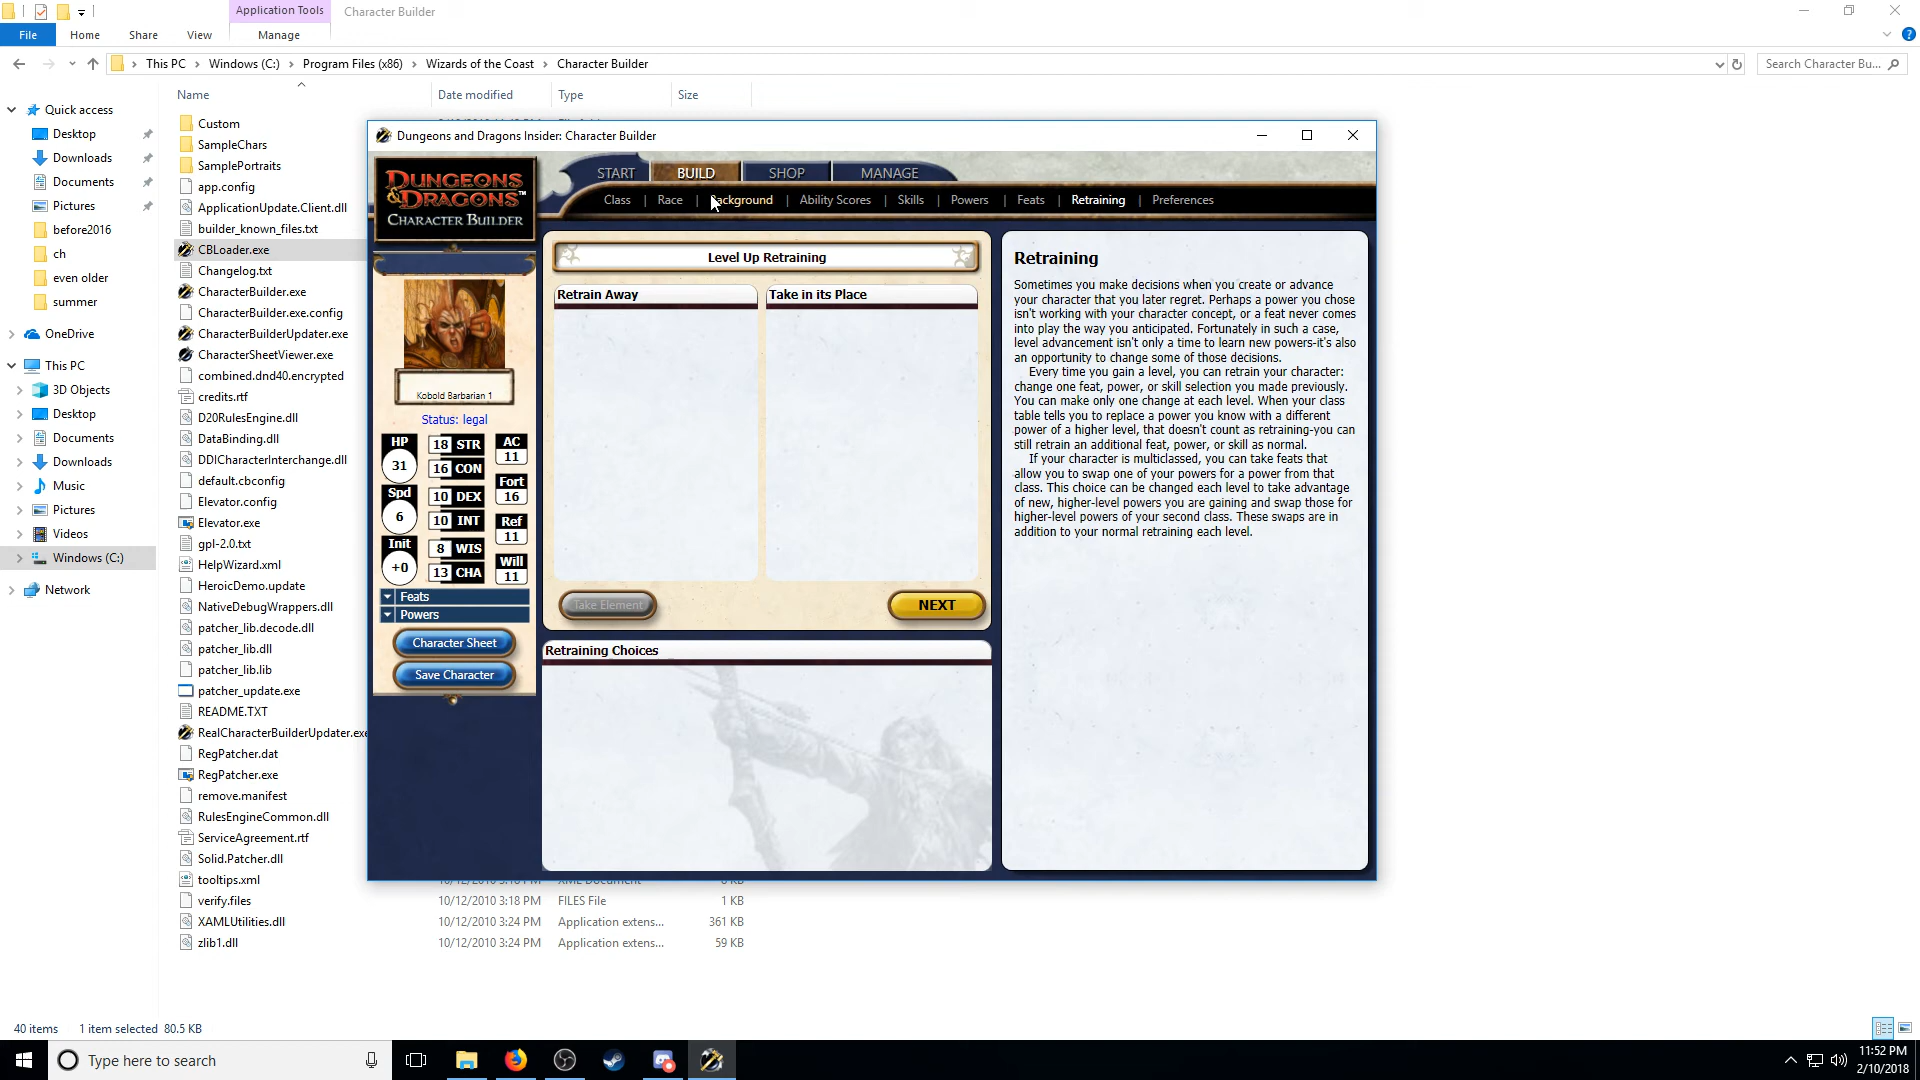 Application Tools
Character Builder
File
Home
Share
View
Manage
This PC
Windows (C:)
Program Files (x86)
Wizards of the Coast
Character Builder
Search Character Bu...
Name
Date modified
Type
Size
Quick access
Desktop
Downloads
Documents
Pictures
before2016
ch
even older
summer
OneDrive
This PC
3D Objects
Desktop
Documents
Downloads
Music
Pictures
Videos
Windows (C:)
Network
Custom
SampleChars
SamplePortraits
app.config
ApplicationUpdate.Client.dll
builder_known_files.txt
CBLoader.exe
Changelog.txt
CharacterBuilder.exe
CharacterBuilder.exe.config
CharacterBuilderUpdater.exe
CharacterSheetViewer.exe
combined.dnd40.encrypted
credits.rtf
D20RulesEngine.dll
DataBinding.dll
DDICharacterInterchange.dll
default.cbconfig
Elevator.config
Elevator.exe
gpl-2.0.txt
HelpWizard.xml
HeroicDemo.update
NativeDebugWrappers.dll
patcher_lib.decode.dll
patcher_lib.dll
patcher_lib.lib
patcher_update.exe
README.TXT
RealCharacterBuilderUpdater.exe
RegPatcher.dat
RegPatcher.exe
remove.manifest
RulesEngineCommon.dll
ServiceAgreement.rtf
Solid.Patcher.dll
tooltips.xml
verify.files 10/12/2010 3:18 PM FILES File 1 KB
XAMLUtilities.dll 10/12/2010 3:24 PM Application extens... 361 KB
zlib1.dll 10/12/2010 3:24 PM Application extens... 59 KB
Dungeons and Dragons Insider: Character Builder
DUNGEONS
& DRAGONS™
CHARACTER BUILDER
START
BUILD
SHOP
MANAGE
Class | Race | Background | Ability Scores | Skills | Powers | Feats | Retraining | Preferences
Kobold Barbarian 1
Status: legal
HP
31
Spd
6
Init
+0
18 STR
16 CON
10 DEX
10 INT
8 WIS
13 CHA
AC
11
Fort
16
Ref
11
Will
11
Feats
Powers
Character Sheet
Save Character
Level Up Retraining
Retrain Away
Take in its Place
Take Element
NEXT
Retraining Choices
Retraining
Sometimes you make decisions when you create or advance
your character that you later regret. Perhaps a power you chose
isn't working with your character concept, or a feat never comes
into play the way you anticipated. Fortunately in such a case,
level advancement isn't only a time to learn new powers-it's also
an opportunity to change some of those decisions.
Every time you gain a level, you can retrain your character:
change one feat, power, or skill selection you made previously.
You can make only one change at each level. When your class
table tells you to replace a power you know with a different
power of a higher level, that doesn't count as retraining-you can
still retrain an additional feat, power, or skill as normal.
If your character is multiclassed, you can take feats that
allow you to swap one of your powers for a power from that
class. This choice can be changed each level to take advantage
of new, higher-level powers you are gaining and swap those for
higher-level powers of your second class. These swaps are in
addition to your normal retraining each level.
40 items
1 item selected 80.5 KB
Type here to search
11:52 PM
2/10/2018